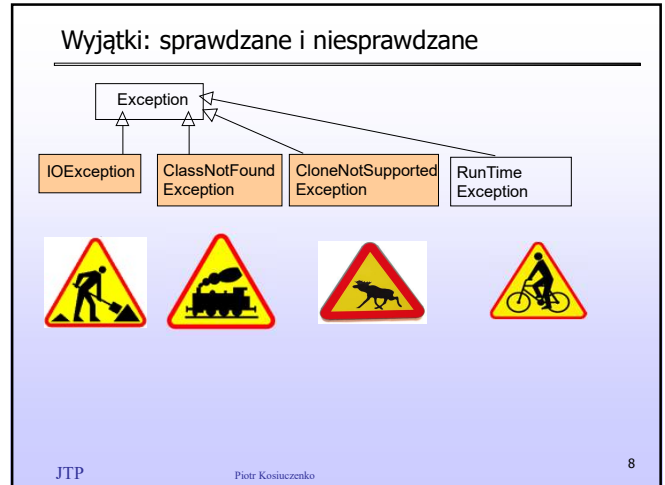 Wyjątki: sprawdzane i niesprawdzane
Exception
IOException
ClassNotFound
Exception
CloneNotSupported
Exception
RunTime
Exception
JTP
Piotr Kosiuczenko
8